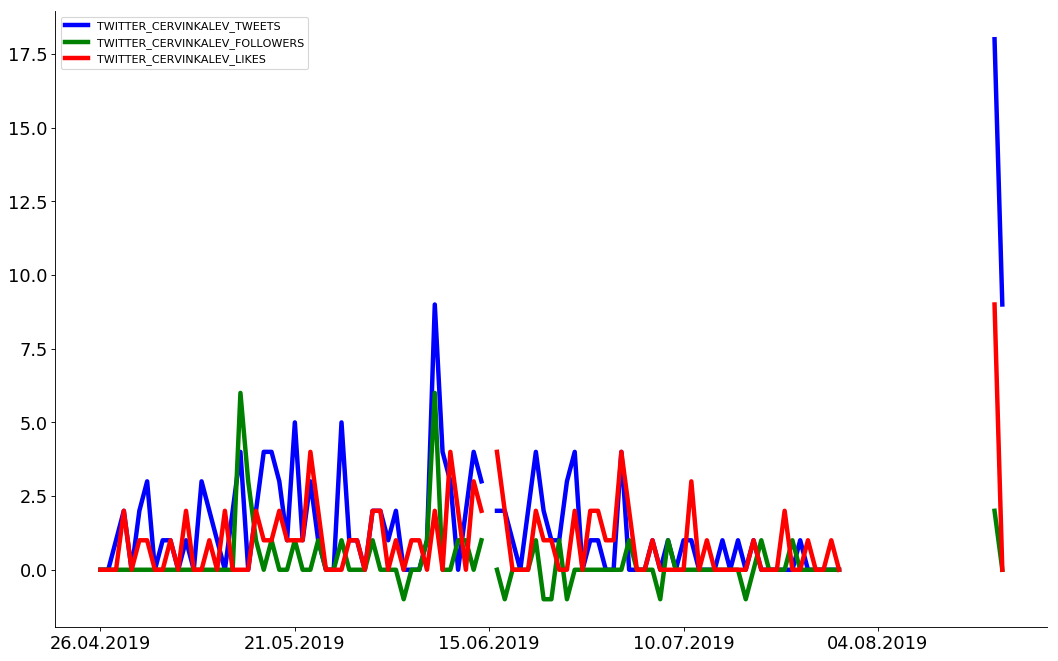 TWITTER_CERVINKALEV_TWEETS
TWITTER_CERVINKALEV_FOLLOWERS
TWITTER_CERVINKALEV_LIKES
17.5
15.0
12.5
10.0
7.5
5.0
2.5
0.0
26.04.2019 21.05.2019 15.06.2019 10.07.2019 04.08.2019